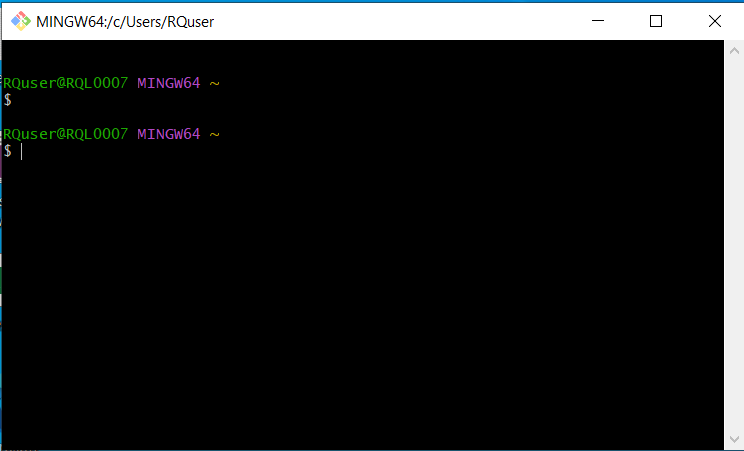 MINGW64:/c/Users/RQuser
RQuser@RQL0007 MINGW64 ~
$
RQuser@RQL0007 MINGW64 ~
$